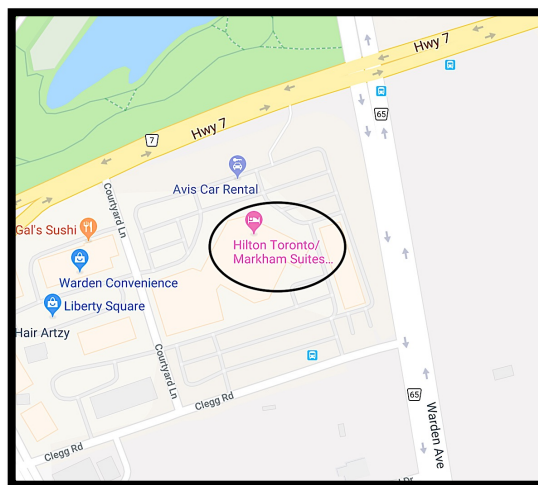 Hwy 7
65
7
Hwy 7
Avis Car Rental
Courtyard Ln
Gal's Sushi
Hilton Toronto/
Markham Suites...
Warden Convenience
Liberty Square
Hair Artzy
Courtyard Ln
Clegg Rd
65
Warden Ave
Clegg Rd